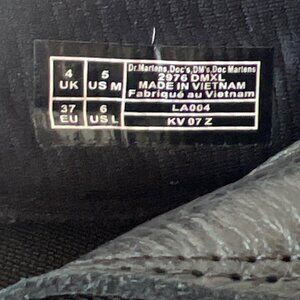 4 UK 5 US M
37 EU 6 US L
Dr.Martens,Doc's,DM's,Doc Martens
2976 DMXL
MADE IN VIETNAM
Fabriqué au Vietnam
LA004
KV 07 Z